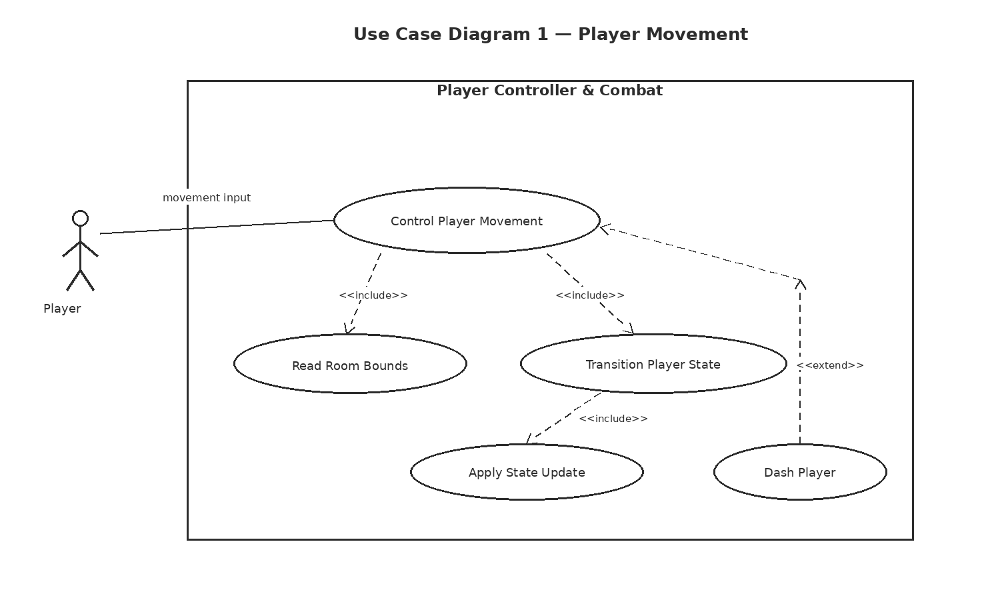 Use Case Diagram 1 — Player Movement
Player Controller & Combat
movement input
Control Player Movement
Player
<<include>>
<<include>>
Read Room Bounds
Transition Player State
<<extend>>
<<include>>
Apply State Update
Dash Player